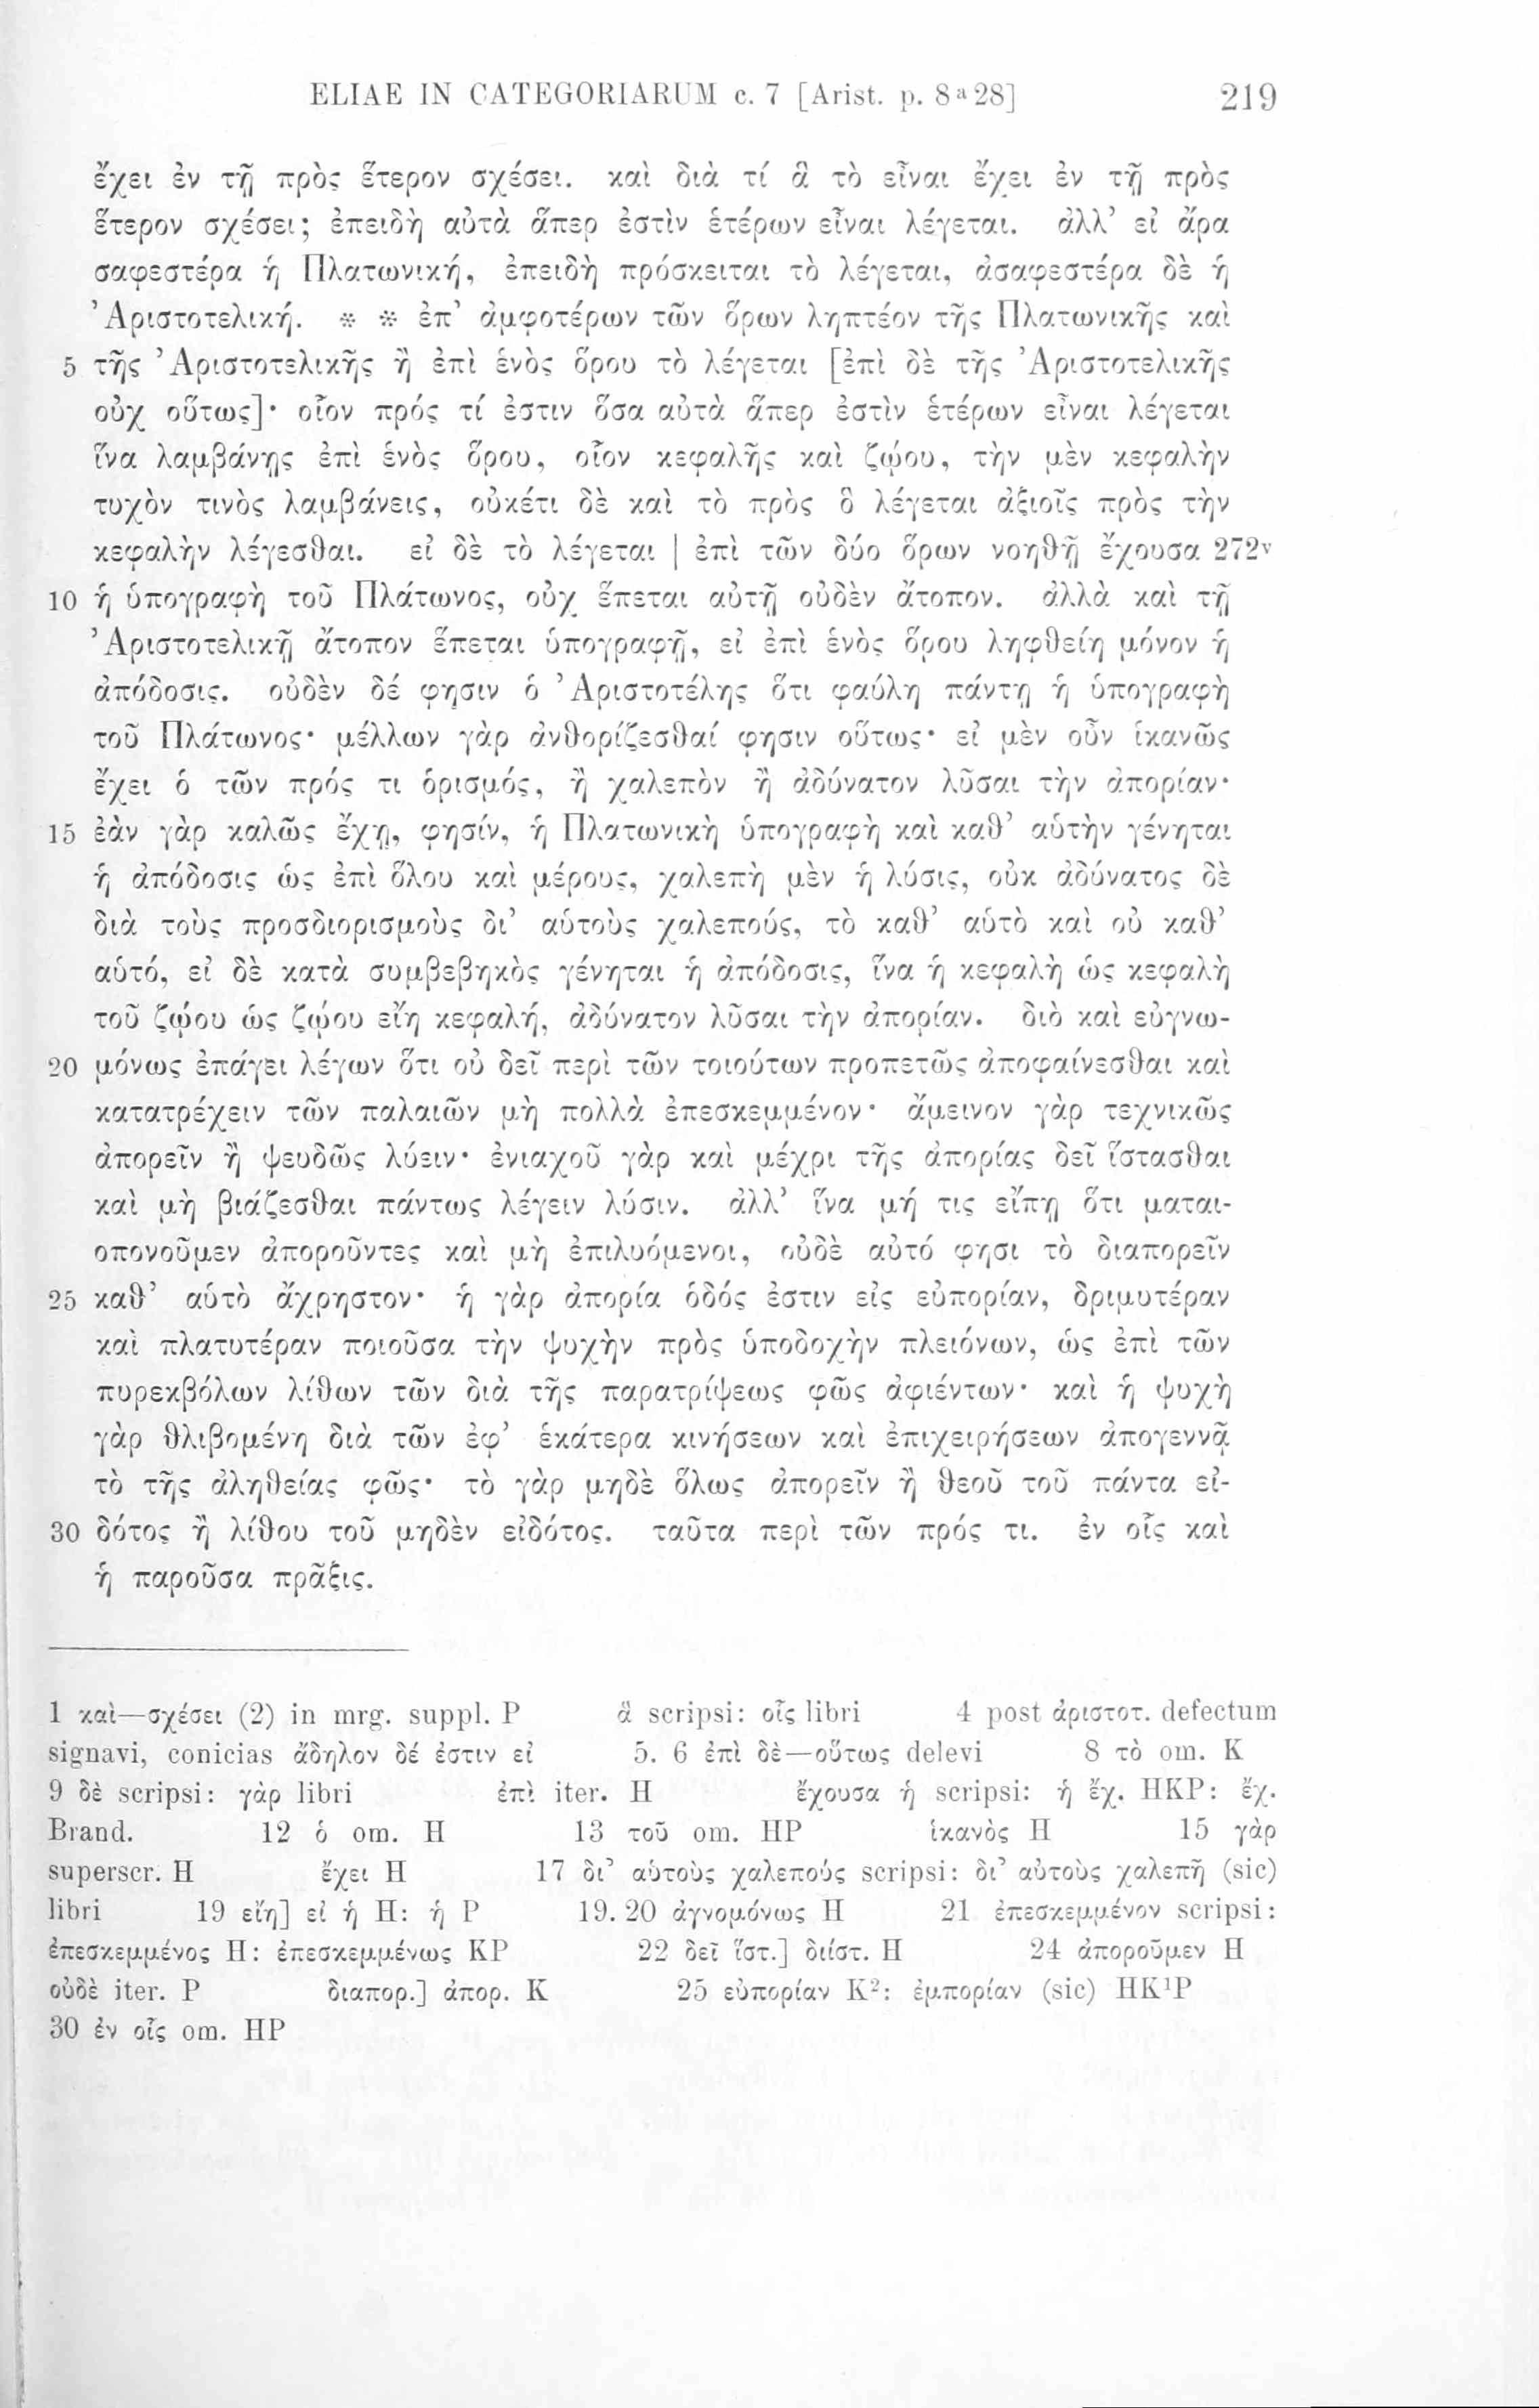 ELIAE IN CATEGORIARUM c. 7 [Arist. p. 8a28] 219
ἔχει ἐν τῇ πρὸς ἕτερον σχέσει. καὶ διὰ τί ἃ τὸ εἶναι ἔχει ἐν τῇ πρὸς
ἕτερον σχέσει; ἐπειδὴ αὐτὰ ἅπερ ἐστὶν ἑτέρων εἶναι λέγεται. ἀλλ’ εἰ ἄρα
σαφεστέρα ἡ Πλατωνική, ἐπειδὴ πρόσκειται τὸ λέγεται, ἀσαφεστέρα δὲ ἡ
Ἀριστοτελική. * * ἐπ’ ἀμφοτέρων τῶν ὅρων ληπτέον τῆς Πλατωνικῆς καὶ
5 τῆς Ἀριστοτελικῆς ἢ ἐπὶ ἑνὸς ὅρου τὸ λέγεται [ἐπὶ δὲ τῆς Ἀριστοτελικῆς
οὐχ οὕτως]· οἷον πρός τί ἐστιν ὅσα αὐτὰ ἅπερ ἐστὶν ἑτέρων εἶναι λέγεται
ἵνα λαμβάνῃς ἐπὶ ἑνὸς ὅρου, οἷον κεφαλῆς καὶ ζῴου, τὴν μὲν κεφαλὴν
τυχὸν τινὸς λαμβάνεις, οὐκέτι δὲ καὶ τὸ πρὸς ὃ λέγεται ἀξιοῖς πρὸς τὴν
κεφαλὴν λέγεσθαι. εἰ δὲ τὸ λέγεται | ἐπὶ τῶν δύο ὅρων νοηθῇ ἔχουσα 272v
10 ἡ ὑπογραφὴ τοῦ Πλάτωνος, οὐχ ἕπεται αὐτῇ οὐδὲν ἄτοπον. ἀλλὰ καὶ τῇ
Ἀριστοτελικῇ ἄτοπον ἕπεται ὑπογραφῇ, εἰ ἐπὶ ἑνὸς ὅρου ληφθείη μόνον ἡ
ἀπόδοσις. οὐδὲν δέ φησιν ὁ Ἀριστοτέλης ὅτι φαύλη πάντῃ ἡ ὑπογραφὴ
τοῦ Πλάτωνος· μέλλων γὰρ ἀνθορίζεσθαί φησιν οὕτως· εἰ μὲν οὖν ἱκανῶς
ἔχει ὁ τῶν πρός τι ὁρισμός, ἢ χαλεπὸν ἢ ἀδύνατον λῦσαι τὴν ἀπορίαν·
15 ἐὰν γὰρ καλῶς ἔχῃ, φησίν, ἡ Πλατωνικὴ ὑπογραφὴ καὶ καθ’ αὑτὴν γένηται
ἡ ἀπόδοσις ὡς ἐπὶ ὅλου καὶ μέρους, χαλεπὴ μὲν ἡ λύσις, οὐκ ἀδύνατος δὲ
διὰ τοὺς προσδιορισμοὺς δι’ αὑτοὺς χαλεπούς, τὸ καθ’ αὑτὸ καὶ οὐ καθ’
αὑτό, εἰ δὲ κατὰ συμβεβηκὸς γένηται ἡ ἀπόδοσις, ἵνα ἡ κεφαλὴ ὡς κεφαλὴ
τοῦ ζῴου ὡς ζῴου εἴη κεφαλή, ἀδύνατον λῦσαι τὴν ἀπορίαν. διὸ καὶ εὐγνω-
20 μόνως ἐπάγει λέγων ὅτι οὐ δεῖ περὶ τῶν τοιούτων προπετῶς ἀποφαίνεσθαι καὶ
κατατρέχειν τῶν παλαιῶν μὴ πολλὰ ἐπεσκεμμένον· ἄμεινον γὰρ τεχνικῶς
ἀπορεῖν ἢ ψευδῶς λύειν· ἐνιαχοῦ γὰρ καὶ μέχρι τῆς ἀπορίας δεῖ ἵστασθαι
καὶ μὴ βιάζεσθαι πάντως λέγειν λύσιν. ἀλλ’ ἵνα μή τις εἴπῃ ὅτι μαται-
οπονοῦμεν ἀποροῦντες καὶ μὴ ἐπιλυόμενοι, οὐδὲ αὐτό φησι τὸ διαπορεῖν
25 καθ’ αὑτὸ ἄχρηστον· ἡ γὰρ ἀπορία ὁδός ἐστιν εἰς εὐπορίαν, δριμυτέραν
καὶ πλατυτέραν ποιοῦσα τὴν ψυχὴν πρὸς ὑποδοχὴν πλειόνων, ὡς ἐπὶ τῶν
πυρεκβόλων λίθων τῶν διὰ τῆς παρατρίψεως φῶς ἀφιέντων· καὶ ἡ ψυχὴ
γὰρ θλιβομένη διὰ τῶν ἐφ’ ἑκάτερα κινήσεων καὶ ἐπιχειρήσεων ἀπογεννᾷ
τὸ τῆς ἀληθείας φῶς· τὸ γὰρ μηδὲ ὅλως ἀπορεῖν ἢ θεοῦ τοῦ πάντα εἰ-
30 δότος ἢ λίθου τοῦ μηδὲν εἰδότος. ταῦτα περὶ τῶν πρός τι. ἐν οἷς καὶ
ἡ παροῦσα πρᾶξις.
1 καὶ—σχέσει (2) in mrg. suppl. P ἃ scripsi: οἷς libri 4 post ἀριστοτ. defectum
signavi, conicias ἄδηλον δέ ἐστιν εἰ 5. 6 ἐπὶ δὲ—οὕτως delevi 8 τὸ om. K
9 δὲ scripsi: γὰρ libri ἐπὶ iter. H ἔχουσα ἡ scripsi: ἡ ἔχ. HKP: ἔχ.
Brand. 12 ὁ om. H 13 τοῦ om. HP ἱκανὸς H 15 γὰρ
superscr. H ἔχει H 17 δι’ αὑτοὺς χαλεπούς scripsi: δι’ αὐτοὺς χαλεπῆ (sic)
libri 19 εἴη] εἰ ἡ H: ἡ P 19. 20 ἀγνομόνως H 21 ἐπεσκεμμένον scripsi:
ἐπεσκεμμένος H: ἐπεσκεμμένως KP 22 δεῖ ἵστ.] διίστ. H 24 ἀποροῦμεν H
οὐδὲ iter. P διαπορ.] ἀπορ. K 25 εὐπορίαν K²: ἐμπορίαν (sic) HK¹P
30 ἐν οἷς om. HP